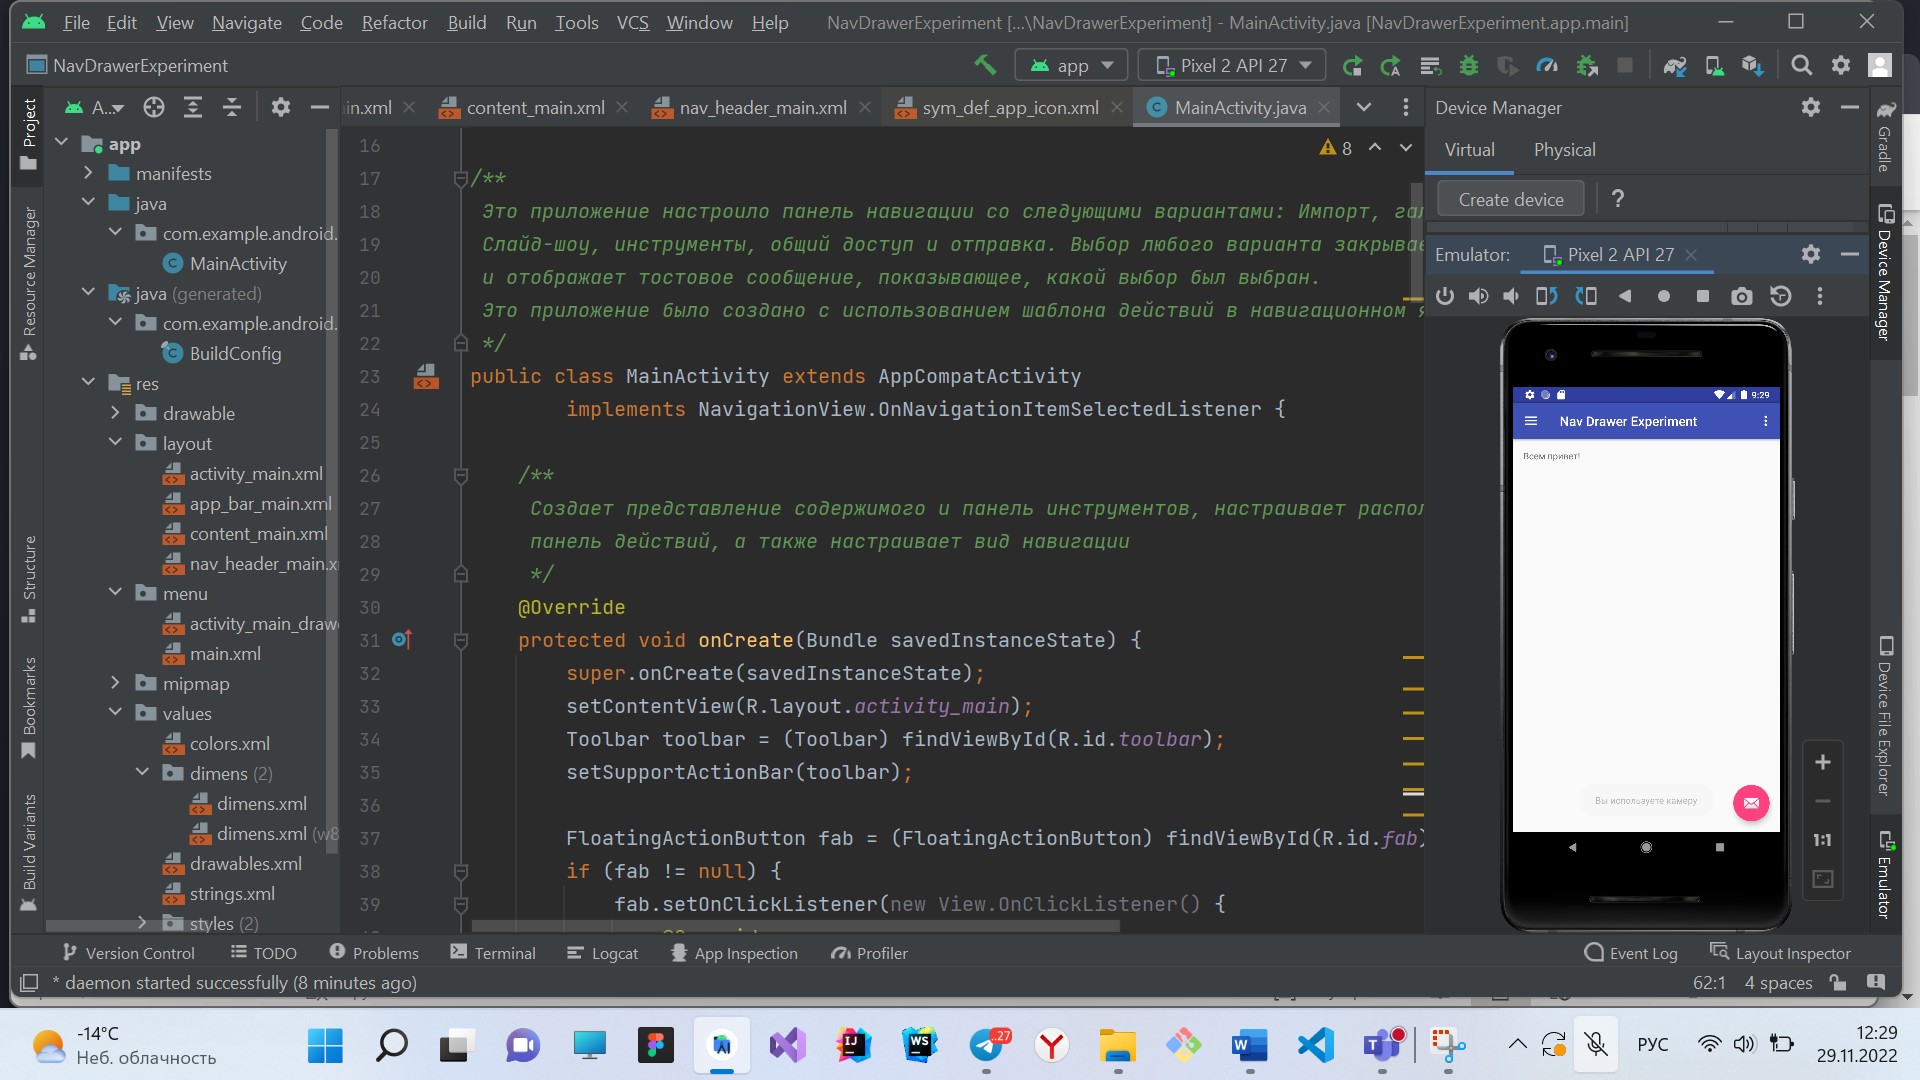 File Edit View Navigate Code Refactor Build Run Tools VCS Window Help NavDrawerExperiment [...\NavDrawerExperiment] - MainActivity.java [NavDrawerExperiment.app.main]
NavDrawerExperiment app Pixel 2 API 27
A... in.xml content_main.xml nav_header_main.xml sym_def_app_icon.xml MainActivity.java
Project
Resource Manager
Structure
Bookmarks
Build Variants
app
manifests
java
com.example.android.
MainActivity
java (generated)
com.example.android.
BuildConfig
res
drawable
layout
activity_main.xml
app_bar_main.xml
content_main.xml
nav_header_main.x
menu
activity_main_draw
main.xml
mipmap
values
colors.xml
dimens (2)
dimens.xml
dimens.xml (w8
drawables.xml
strings.xml
styles (2)
8
16
17 /**
18 Это приложение настроило панель навигации со следующими вариантами: Импорт, гал
19 Слайд-шоу, инструменты, общий доступ и отправка. Выбор любого варианта закрывае
20 и отображает тостовое сообщение, показывающее, какой выбор был выбран.
21 Это приложение было создано с использованием шаблона действий в навигационном я
22 */
23 public class MainActivity extends AppCompatActivity
24 implements NavigationView.OnNavigationItemSelectedListener {
25
26 /**
27 Создает представление содержимого и панель инструментов, настраивает распол
28 панель действий, а также настраивает вид навигации
29 */
30 @Override
31 protected void onCreate(Bundle savedInstanceState) {
32 super.onCreate(savedInstanceState);
33 setContentView(R.layout.activity_main);
34 Toolbar toolbar = (Toolbar) findViewById(R.id.toolbar);
35 setSupportActionBar(toolbar);
36
37 FloatingActionButton fab = (FloatingActionButton) findViewById(R.id.fab)
38 if (fab != null) {
39 fab.setOnClickListener(new View.OnClickListener() {
Device Manager
Virtual Physical
Create device ?
Emulator: Pixel 2 API 27
9:29
Nav Drawer Experiment
Всем привет!
Вы используете камеру
1:1
Gradle
Device Manager
Device File Explorer
Emulator
Version Control TODO Problems Terminal Logcat App Inspection Profiler Event Log Layout Inspector
* daemon started successfully (8 minutes ago) 62:1 4 spaces
-14°C
Неб. облачность
..27
РУС
12:29
29.11.2022